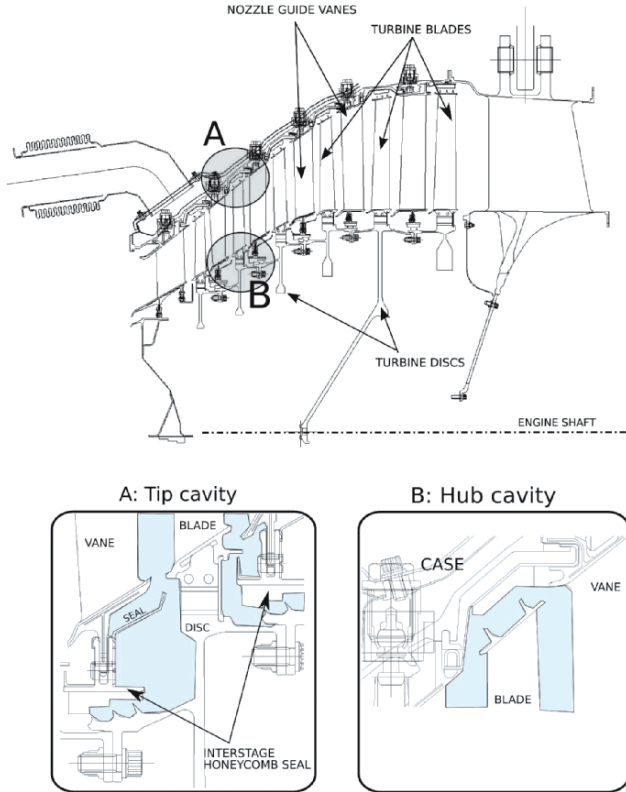 NOZZLE GUIDE VANES
TURBINE BLADES
A
B
TURBINE DISCS
ENGINE SHAFT
A: Tip cavity
VANE
BLADE
SEAL
DISC
INTERSTAGE
HONEYCOMB SEAL
B: Hub cavity
CASE
VANE
BLADE